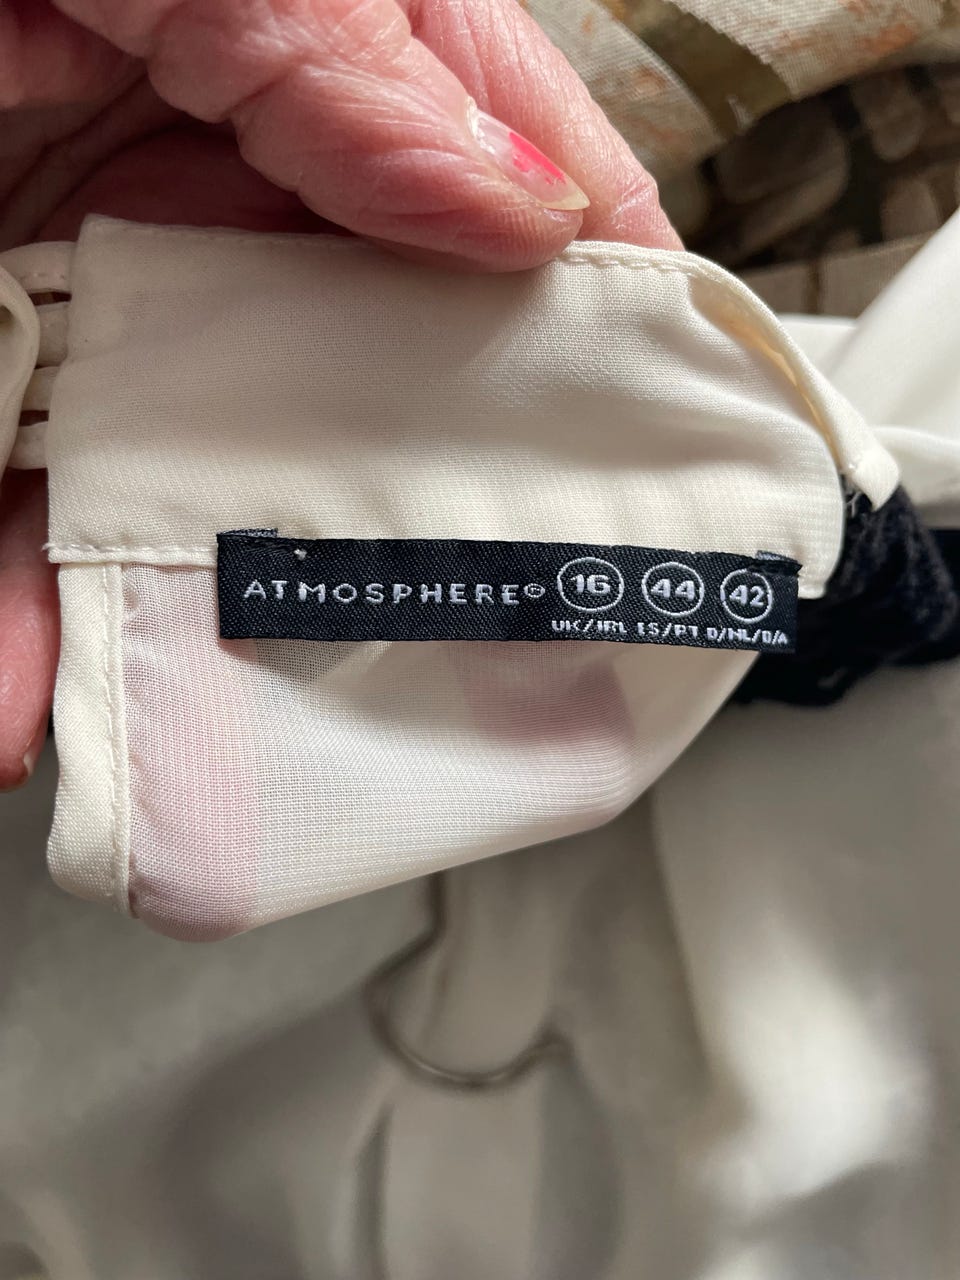 ATMOSPHERE® 16 44 42
UK/IRL ES/PT D/NL/B/A